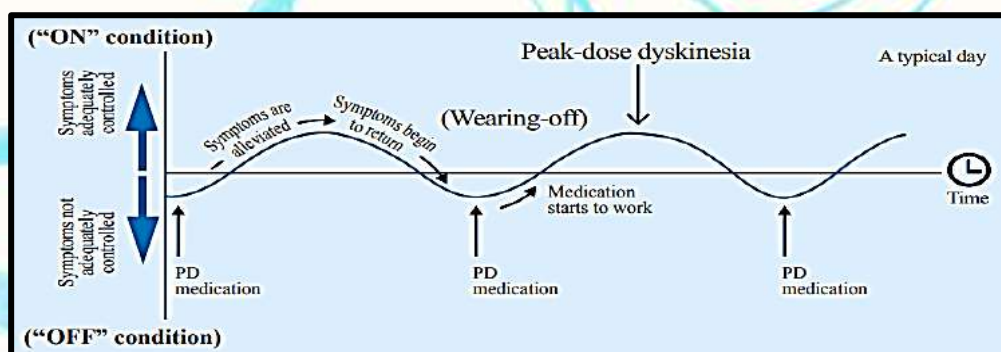 (“ON” condition)
Peak-dose dyskinesia
A typical day
Symptoms
adequately
controlled
Symptoms are
alleviated
Symptoms begin
to return
(Wearing-off)
Medication
starts to work
Time
Symptoms not
adequately
controlled
PD
medication
PD
medication
PD
medication
(“OFF” condition)